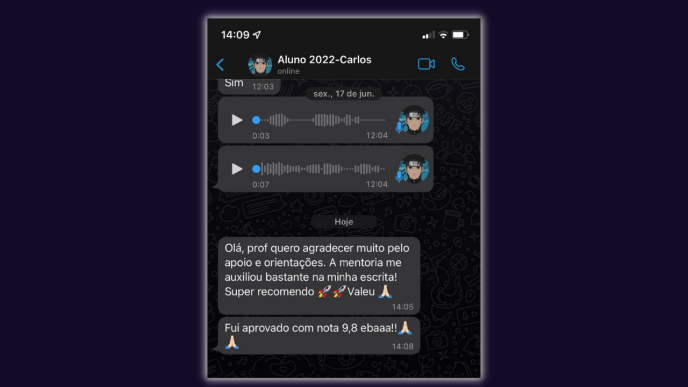 14:09
Aluno 2022-Carlos
online
Sim 12:03
sex., 17 de jun.
0:03 12:04
0:07 12:04
Hoje
Olá, prof quero agradecer muito pelo
apoio e orientações. A mentoria me
auxiliou bastante na minha escrita!
Super recomendo 🚀🚀Valeu 🙏🏻
14:05
Fui aprovado com nota 9,8 ebaaa!!🙏🏻
🙏🏻 14:08